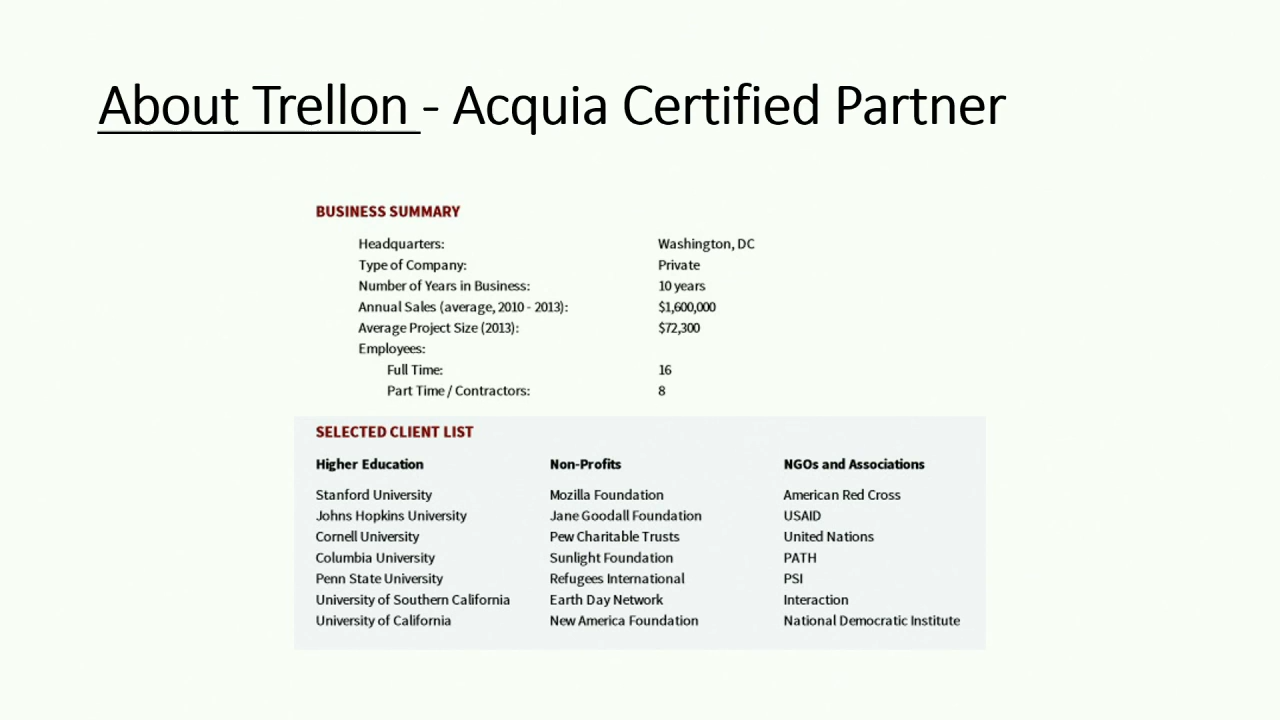 About Trellon - Acquia Certified Partner
BUSINESS SUMMARY
Headquarters: Washington, DC
Type of Company: Private
Number of Years in Business: 10 years
Annual Sales (average, 2010 - 2013): $1,600,000
Average Project Size (2013): $72,300
Employees:
Full Time: 16
Part Time / Contractors: 8
SELECTED CLIENT LIST
Higher Education Non-Profits NGOs and Associations
Stanford University Mozilla Foundation American Red Cross
Johns Hopkins University Jane Goodall Foundation USAID
Cornell University Pew Charitable Trusts United Nations
Columbia University Sunlight Foundation PATH
Penn State University Refugees International PSI
University of Southern California Earth Day Network Interaction
University of California New America Foundation National Democratic Institute